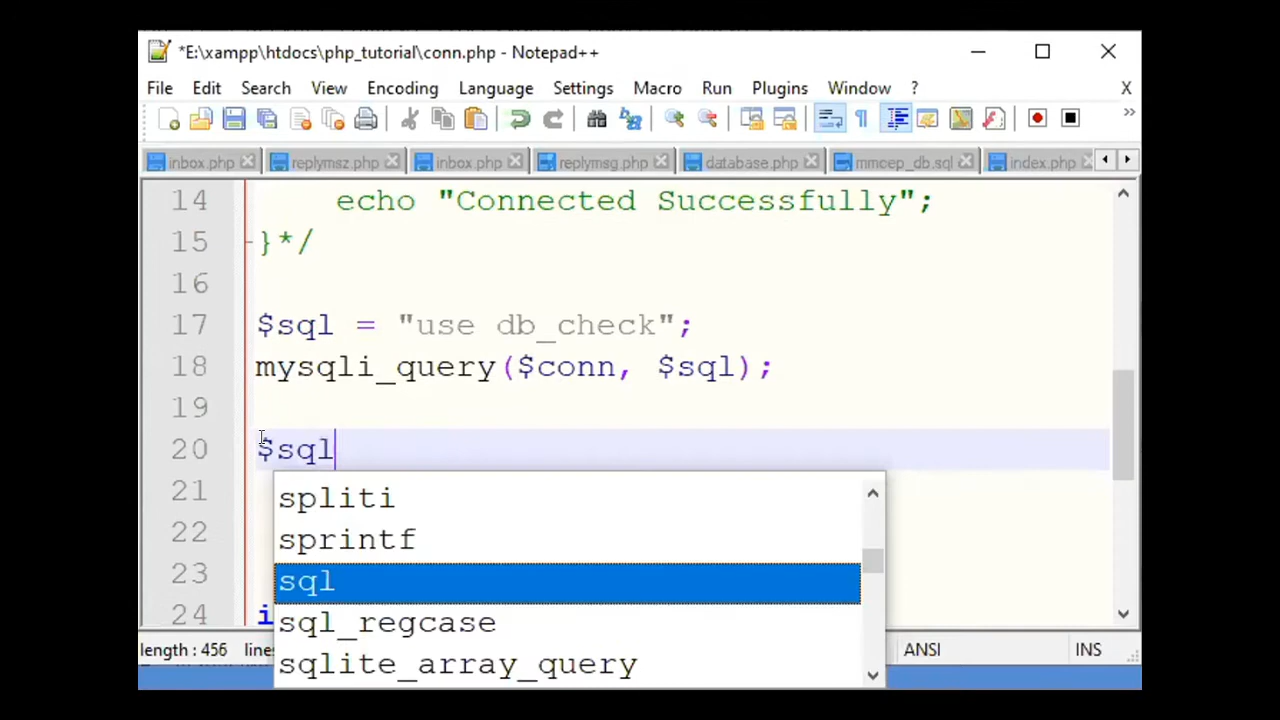 *E:\xampp\htdocs\php_tutorial\conn.php - Notepad++
File Edit Search View Encoding Language Settings Macro Run Plugins Window ? X
inbox.php replymsz.php inbox.php replymsg.php database.php mmcep_db.sql index.php
14 echo "Connected Successfully";
15 }*/
16
17 $sql = "use db_check";
18 mysqli_query($conn, $sql);
19
20 $sql
21 spliti
22 sprintf
23 sql
24 i sql_regcase
sqlite_array_query
length : 456 lines ANSI INS